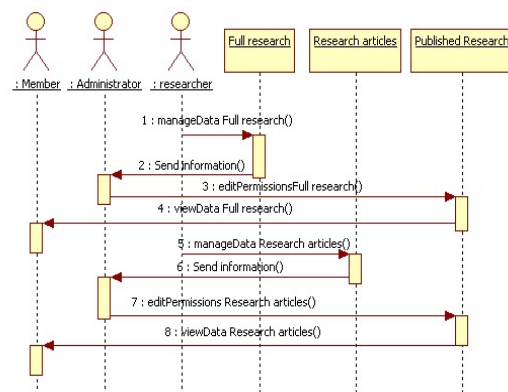 Full research
Research articles
Published Research
: Member
: Administrator
: researcher
1 : manageData Full research()
2 : Send information()
3 : editPermissionsFull research()
4 : viewData Full research()
5 : manageData Research articles()
6 : Send information()
7 : editPermissions Research articles()
8 : viewData Research articles()